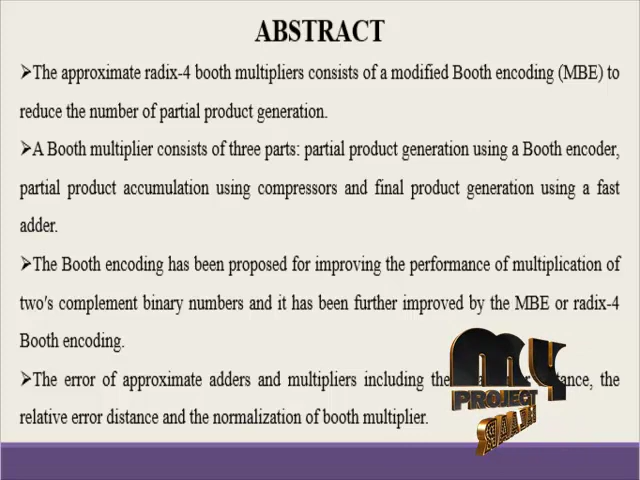 ABSTRACT
➢The approximate radix-4 booth multipliers consists of a modified Booth encoding (MBE) to
reduce the number of partial product generation.
➢A Booth multiplier consists of three parts: partial product generation using a Booth encoder,
partial product accumulation using compressors and final product generation using a fast
adder.
➢The Booth encoding has been proposed for improving the performance of multiplication of
two's complement binary numbers and it has been further improved by the MBE or radix-4
Booth encoding.
➢The error of approximate adders and multipliers including the the
relative error distance and the normalization of booth multiplier.
MY
PROJECT